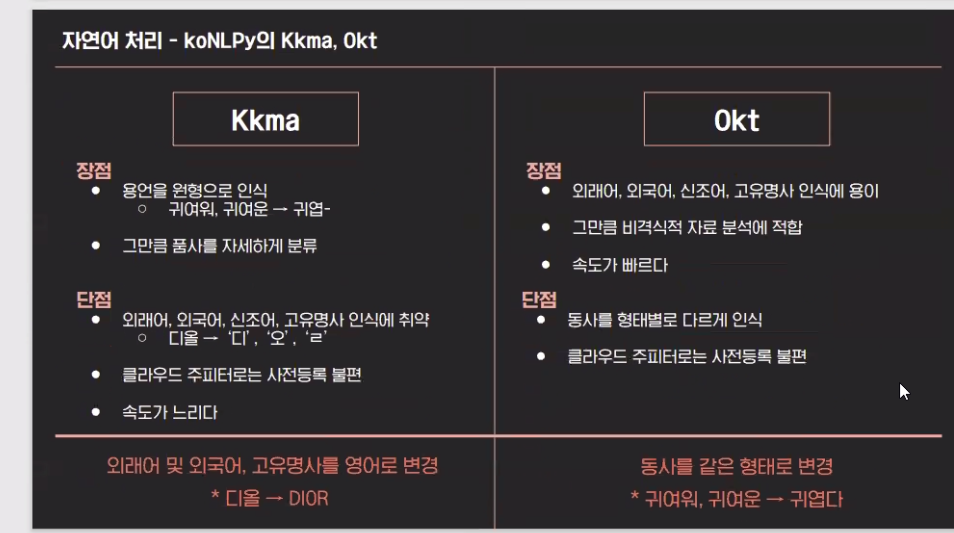 자연어 처리 - koNLPy의 Kkma, Okt
Kkma
장점
● 용언을 원형으로 인식
○ 귀여워, 귀여운 → 귀엽-
● 그만큼 품사를 자세하게 분류
단점
● 외래어, 외국어, 신조어, 고유명사 인식에 취약
○ 디올 → ‘디’, ‘오’, ‘ㄹ’
● 클라우드 주피터로는 사전등록 불편
● 속도가 느리다
외래어 및 외국어, 고유명사를 영어로 변경
* 디올 → DIOR
Okt
장점
● 외래어, 외국어, 신조어, 고유명사 인식에 용이
● 그만큼 비격식적 자료 분석에 적합
● 속도가 빠르다
단점
● 동사를 형태별로 다르게 인식
● 클라우드 주피터로는 사전등록 불편
동사를 같은 형태로 변경
* 귀여워, 귀여운 → 귀엽다